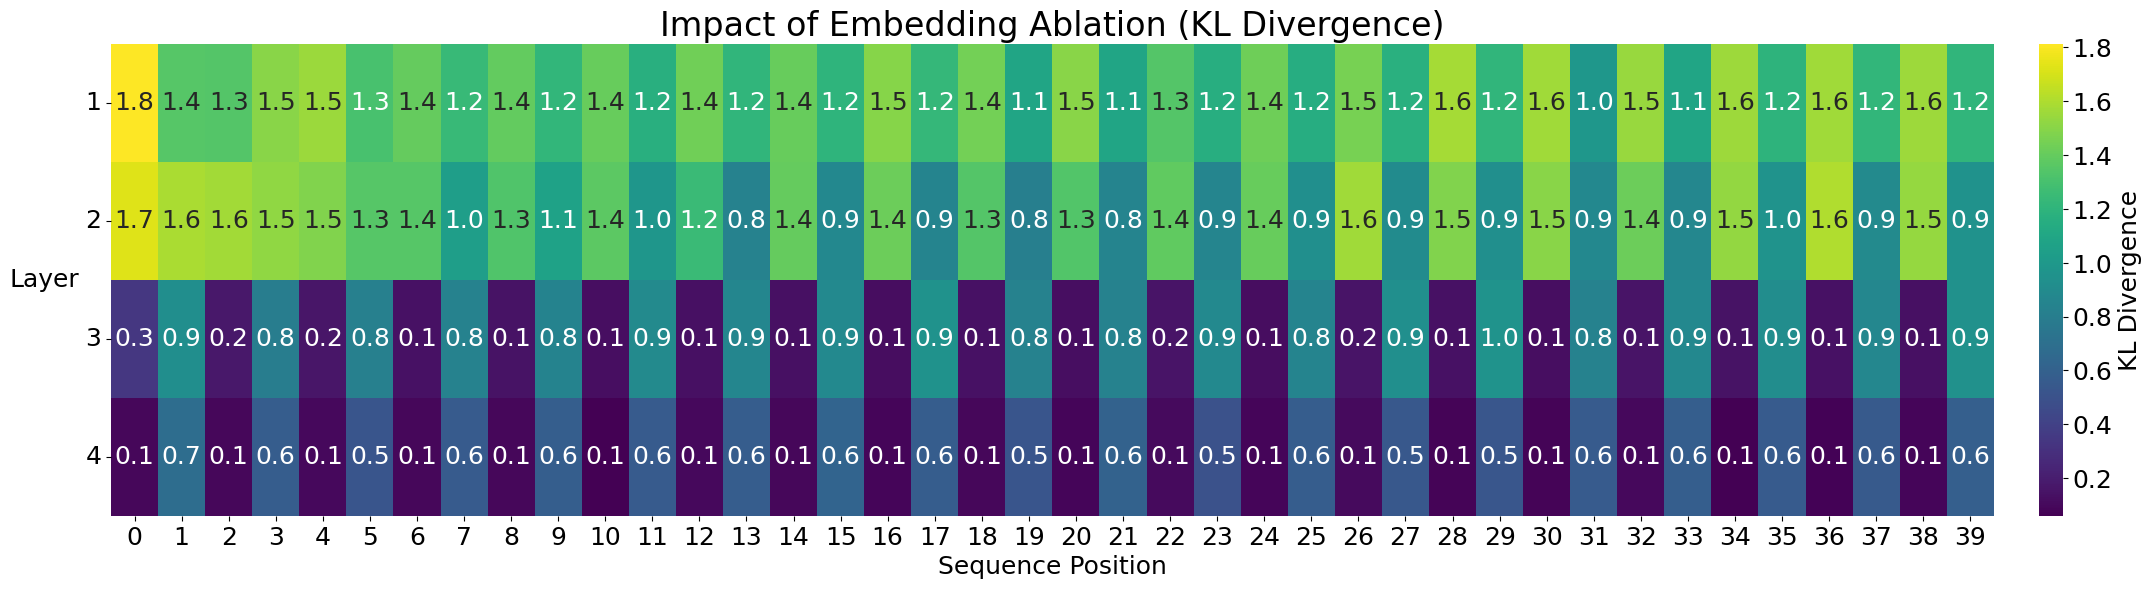 Impact of Embedding Ablation (KL Divergence)
1 1.8 1.4 1.3 1.5 1.5 1.3 1.4 1.2 1.4 1.2 1.4 1.2 1.4 1.2 1.4 1.2 1.5 1.2 1.4 1.1 1.5 1.1 1.3 1.2 1.4 1.2 1.5 1.2 1.6 1.2 1.6 1.0 1.5 1.1 1.6 1.2 1.6 1.2 1.6 1.2
2 1.7 1.6 1.6 1.5 1.5 1.3 1.4 1.0 1.3 1.1 1.4 1.0 1.2 0.8 1.4 0.9 1.4 0.9 1.3 0.8 1.3 0.8 1.4 0.9 1.4 0.9 1.6 0.9 1.5 0.9 1.5 0.9 1.4 0.9 1.5 1.0 1.6 0.9 1.5 0.9
Layer
3 0.3 0.9 0.2 0.8 0.2 0.8 0.1 0.8 0.1 0.8 0.1 0.9 0.1 0.9 0.1 0.9 0.1 0.9 0.1 0.8 0.1 0.8 0.2 0.9 0.1 0.8 0.2 0.9 0.1 1.0 0.1 0.8 0.1 0.9 0.1 0.9 0.1 0.9 0.1 0.9
4 0.1 0.7 0.1 0.6 0.1 0.5 0.1 0.6 0.1 0.6 0.1 0.6 0.1 0.6 0.1 0.6 0.1 0.6 0.1 0.5 0.1 0.6 0.1 0.5 0.1 0.6 0.1 0.5 0.1 0.5 0.1 0.6 0.1 0.6 0.1 0.6 0.1 0.6 0.1 0.6
0 1 2 3 4 5 6 7 8 9 10 11 12 13 14 15 16 17 18 19 20 21 22 23 24 25 26 27 28 29 30 31 32 33 34 35 36 37 38 39
Sequence Position
1.8
1.6
1.4
1.2
1.0
0.8
0.6
0.4
0.2
KL Divergence